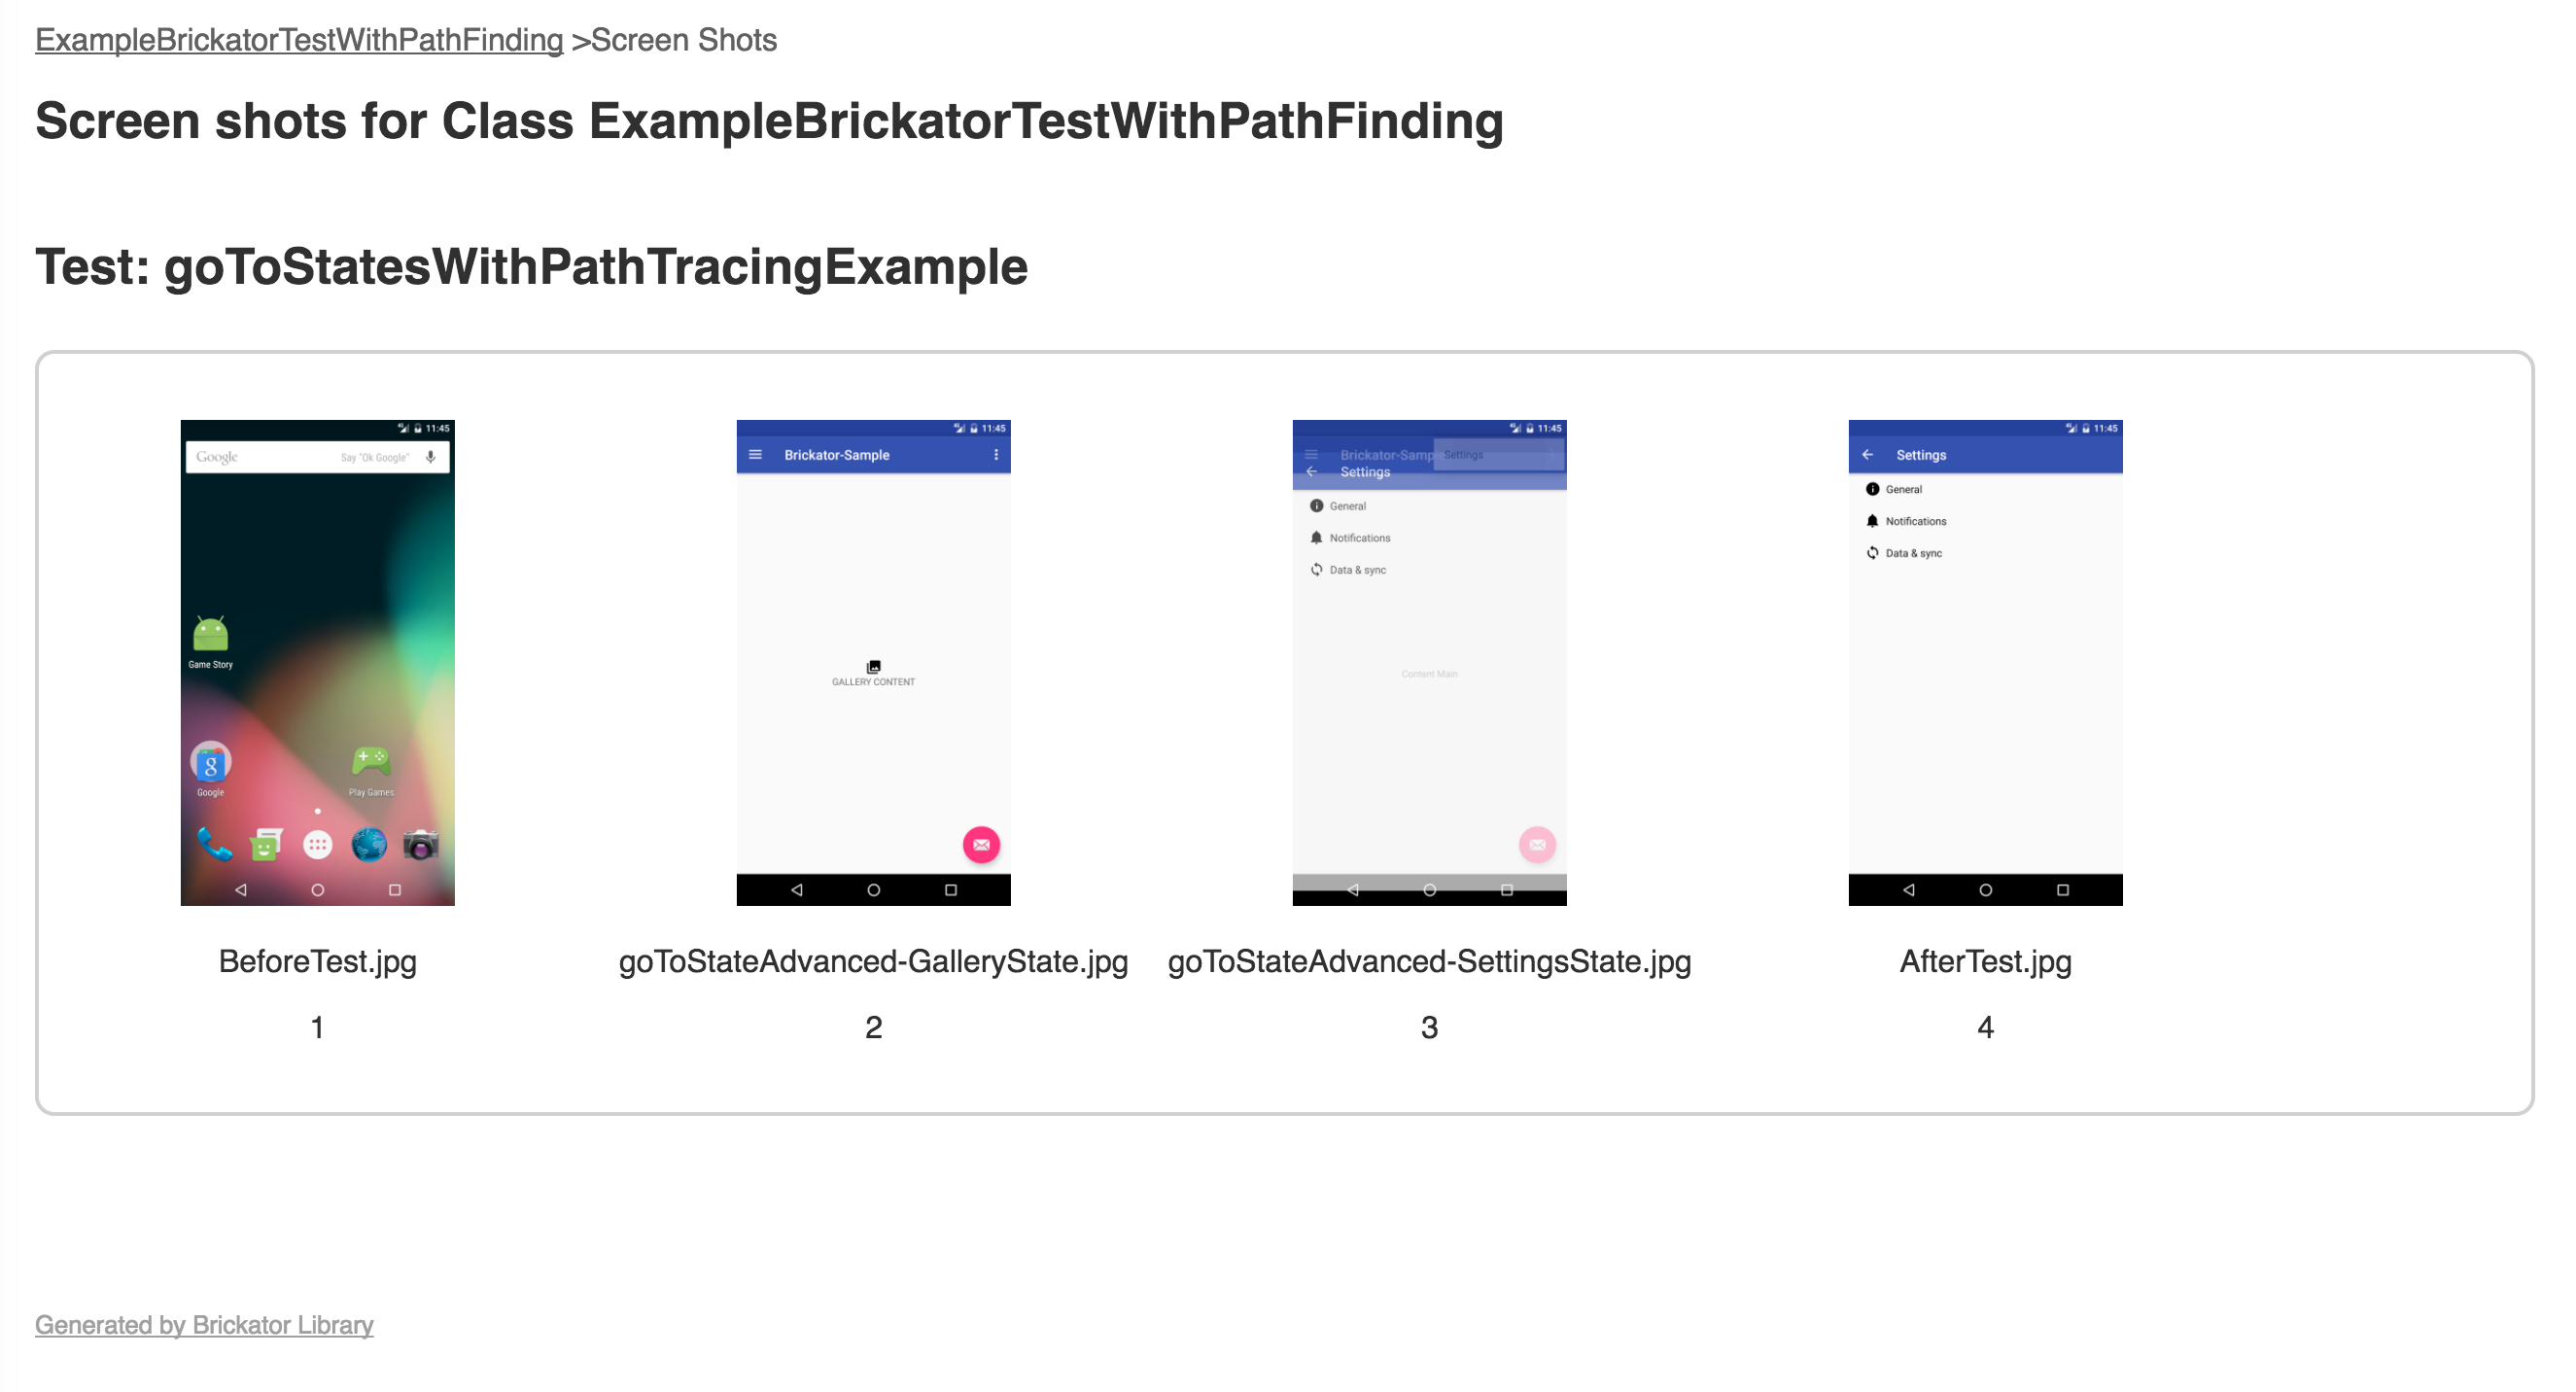 ExampleBrickatorTestWithPathFinding >Screen Shots
Screen shots for Class ExampleBrickatorTestWithPathFinding
Test: goToStatesWithPathTracingExample
11:45
Google Say "Ok Google"
Game Story
Google Play Games
BeforeTest.jpg
1
11:45
Brickator-Sample
GALLERY CONTENT
goToStateAdvanced-GalleryState.jpg
2
11:45
Brickator-Samp Settings
Settings
General
Notifications
Data & sync
Content Main
goToStateAdvanced-SettingsState.jpg
3
11:45
Settings
General
Notifications
Data & sync
AfterTest.jpg
4
Generated by Brickator Library